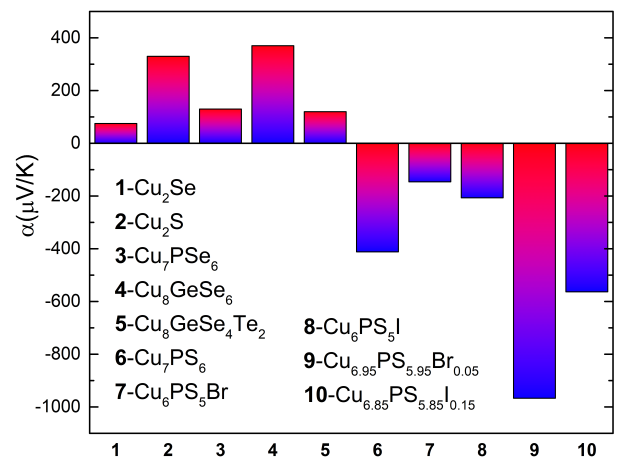 α(μV/K)
400
200
0
-200
-400
-600
-800
-1000
1-Cu₂Se
2-Cu₂S
3-Cu₇PSe₆
4-Cu₈GeSe₆
5-Cu₈GeSe₄Te₂
6-Cu₇PS₆
7-Cu₆PS₅Br
8-Cu₆PS₅I
9-Cu₆.₉₅PS₅.₉₅Br₀.₀₅
10-Cu₆.₈₅PS₅.₈₅I₀.₁₅
1 2 3 4 5 6 7 8 9 10